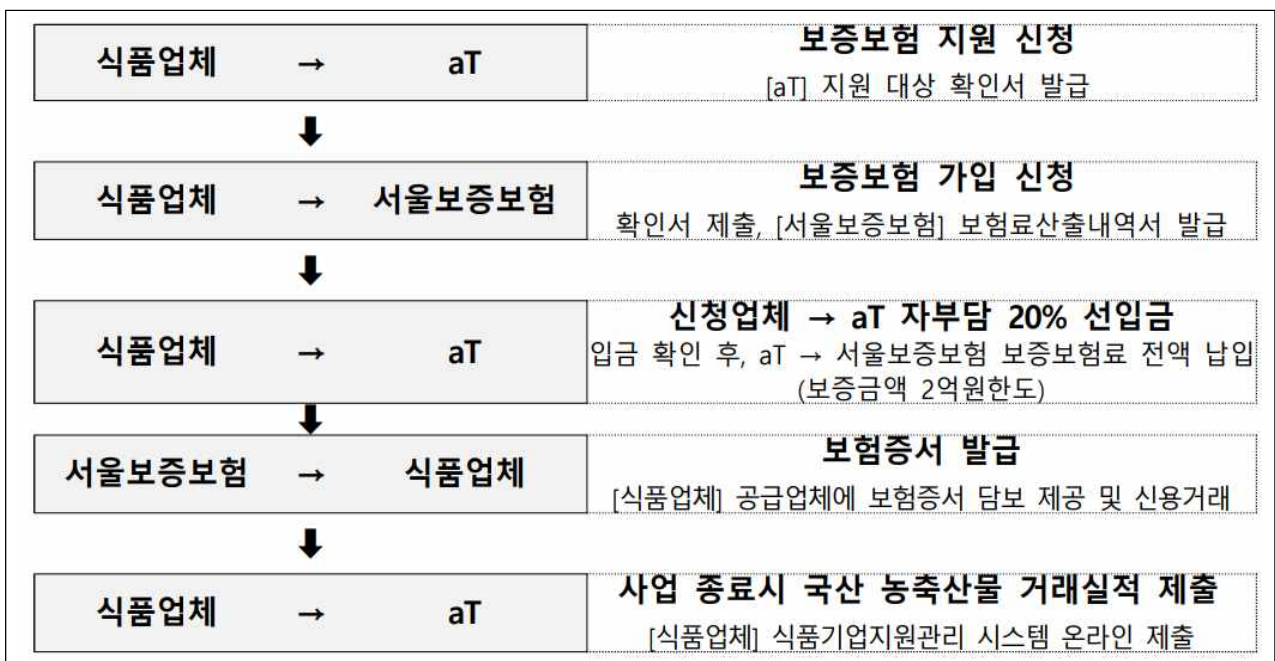 식품업체 → aT
보증보험 지원 신청
[aT] 지원 대상 확인서 발급
⬇
식품업체 → 서울보증보험
보증보험 가입 신청
확인서 제출, [서울보증보험] 보험료산출내역서 발급
⬇
식품업체 → aT
신청업체 → aT 자부담 20% 선입금
입금 확인 후, aT → 서울보증보험 보증보험료 전액 납입
(보증금액 2억원한도)
⬇
서울보증보험 → 식품업체
보험증서 발급
[식품업체] 공급업체에 보험증서 담보 제공 및 신용거래
⬇
식품업체 → aT
사업 종료시 국산 농축산물 거래실적 제출
[식품업체] 식품기업지원관리 시스템 온라인 제출